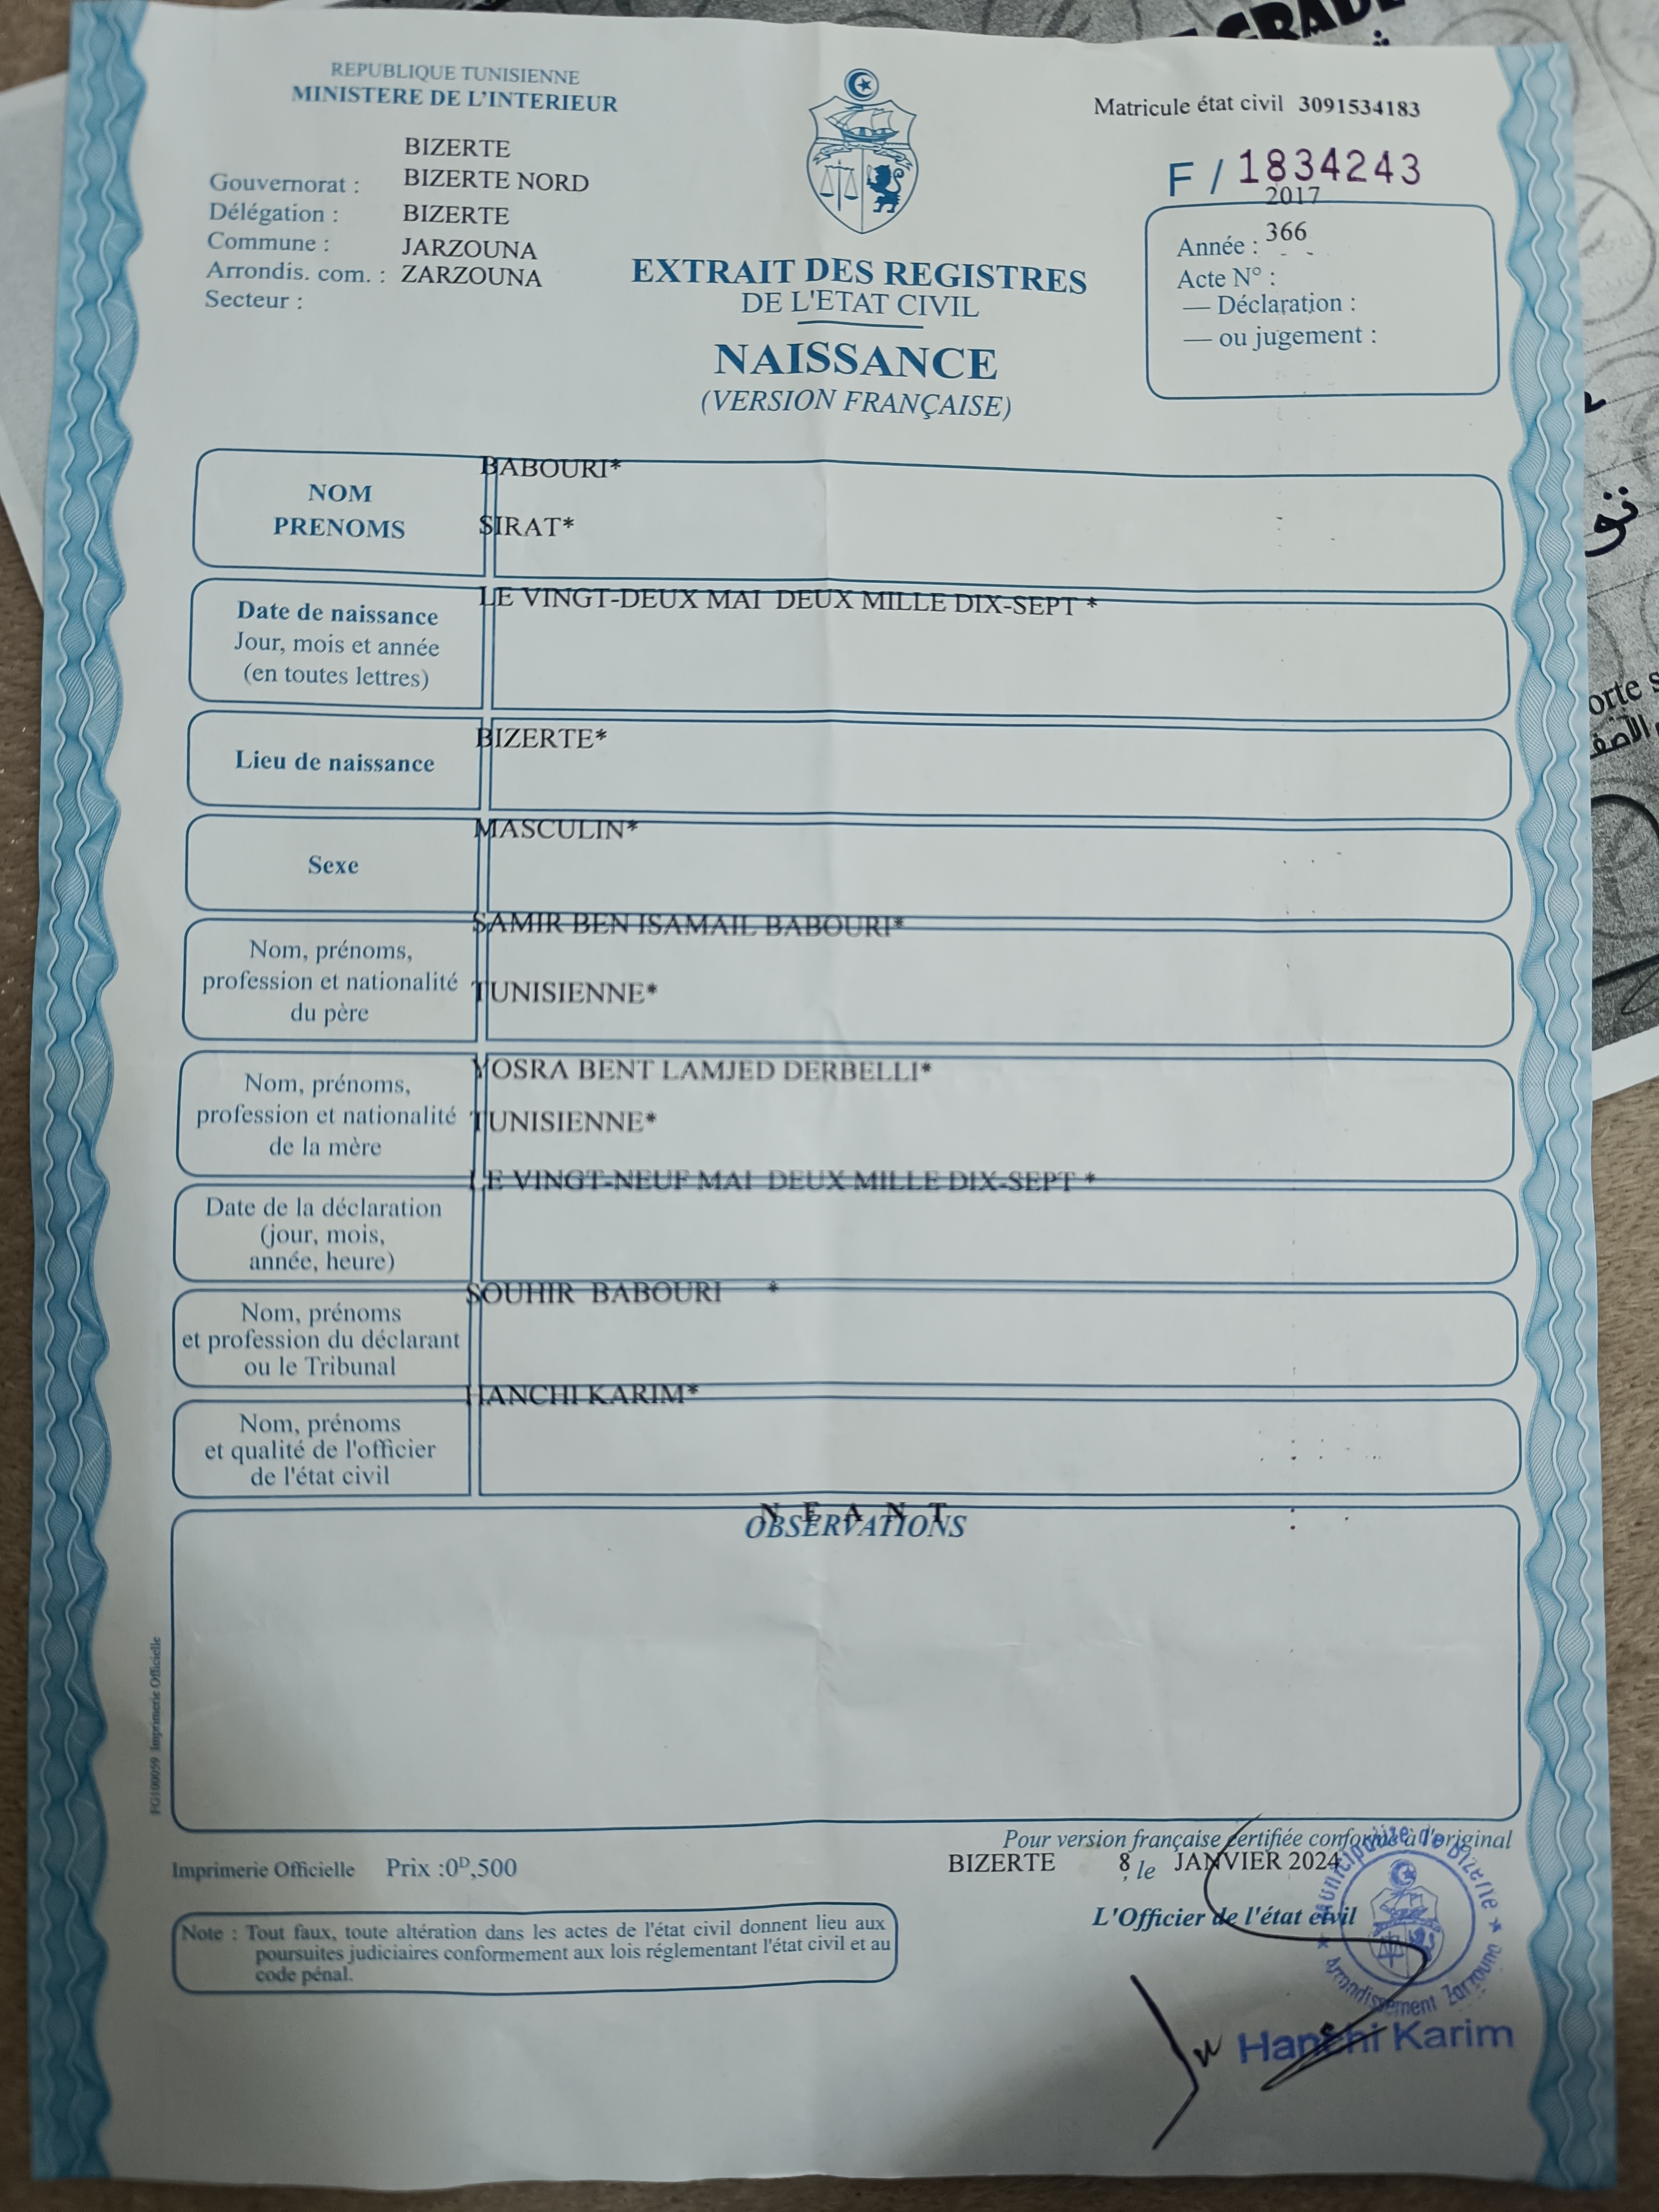 REPUBLIQUE TUNISIENNE
MINISTERE DE L'INTERIEUR
BIZERTE
Gouvernorat : BIZERTE NORD
Délégation : BIZERTE
Commune : JARZOUNA
Arrondis. com. : ZARZOUNA
Secteur :
EXTRAIT DES REGISTRES
DE L'ETAT CIVIL
NAISSANCE
(VERSION FRANÇAISE)
Matricule état civil 3091534183
F / 1834243
2017
Année : 366
Acte N° :
— Déclaration :
— ou jugement :
NOM
PRENOMS
BABOURI*
SIRAT*
Date de naissance
Jour, mois et année
(en toutes lettres)
LE VINGT-DEUX MAI DEUX MILLE DIX-SEPT *
Lieu de naissance
BIZERTE*
Sexe
MASCULIN*
Nom, prénoms,
profession et nationalité
du père
SAMIR BEN ISAMAIL BABOURI*
TUNISIENNE*
Nom, prénoms,
profession et nationalité
de la mère
YOSRA BENT LAMJED DERBELLI*
TUNISIENNE*
Date de la déclaration
(jour, mois,
année, heure)
LE VINGT-NEUF MAI DEUX MILLE DIX-SEPT *
Nom, prénoms
et profession du déclarant
ou le Tribunal
SOUHIR BABOURI *
Nom, prénoms
et qualité de l'officier
de l'état civil
HANCHI KARIM*
N E A N T
OBSERVATIONS
FG100059 Imprimerie Officielle
Pour version française certifiée conforme à l'original
BIZERTE 8, le JANVIER 2024
L'Officier de l'état civil
Municipalité de Bizerte
Arrondissement Zarzouna
Hanchi Karim
Imprimerie Officielle Prix :0ᴰ,500
Note : Tout faux, toute altération dans les actes de l'état civil donnent lieu aux
poursuites judiciaires conformement aux lois réglementant l'état civil et au
code pénal.
orte s